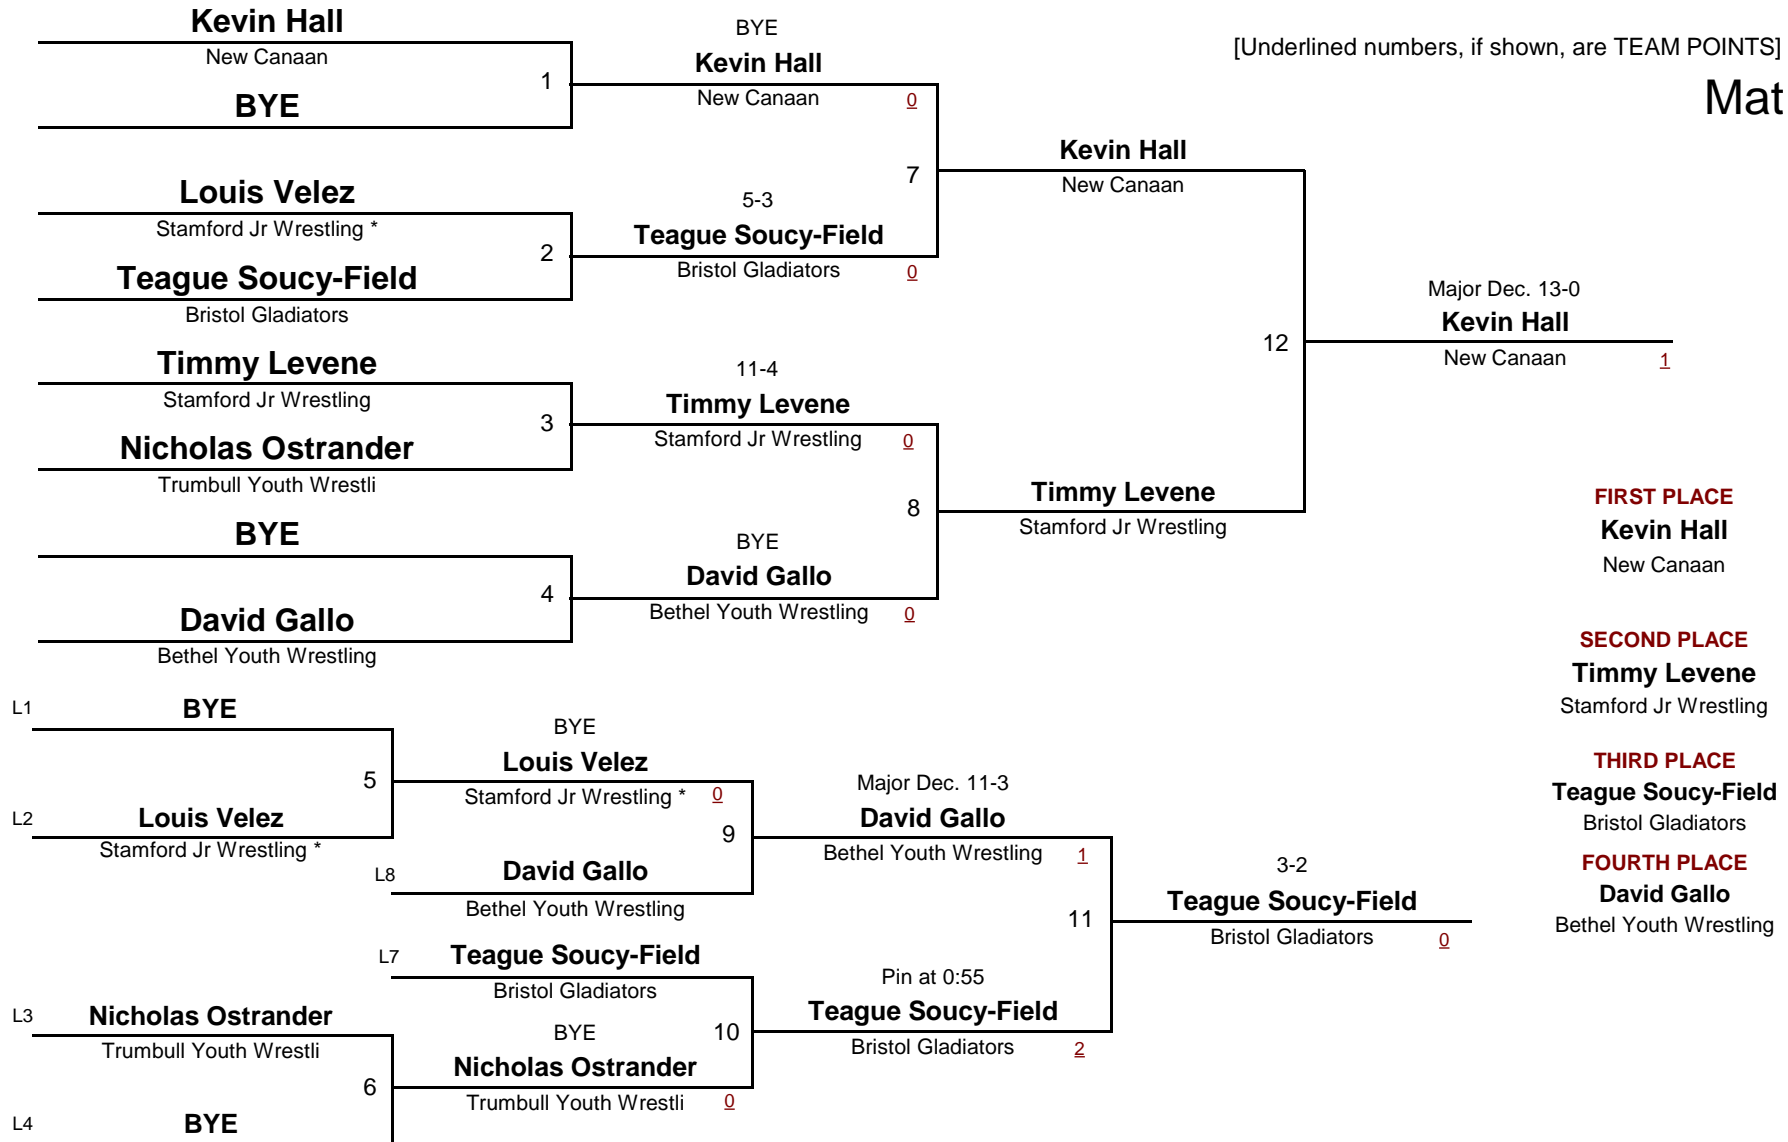 [Underlined numbers, if shown, are TEAM POINTS]
Mat
Kevin Hall
New Canaan
1
BYE
Louis Velez
Stamford Jr Wrestling *
2
Teague Soucy-Field
Bristol Gladiators
Timmy Levene
Stamford Jr Wrestling
3
Nicholas Ostrander
Trumbull Youth Wrestli
BYE
4
David Gallo
Bethel Youth Wrestling
BYE
Kevin Hall
New Canaan 0
7
5-3
Teague Soucy-Field
Bristol Gladiators 0
11-4
Timmy Levene
Stamford Jr Wrestling 0
8
BYE
David Gallo
Bethel Youth Wrestling 0
Kevin Hall
New Canaan
12
Timmy Levene
Stamford Jr Wrestling
Major Dec. 13-0
Kevin Hall
New Canaan 1
FIRST PLACE
Kevin Hall
New Canaan
SECOND PLACE
Timmy Levene
Stamford Jr Wrestling
THIRD PLACE
Teague Soucy-Field
Bristol Gladiators
FOURTH PLACE
David Gallo
Bethel Youth Wrestling
L1 BYE
5
L2 Louis Velez
Stamford Jr Wrestling *
L3 Nicholas Ostrander
Trumbull Youth Wrestli
6
L4 BYE
BYE
Louis Velez
Stamford Jr Wrestling * 0
9
L8 David Gallo
Bethel Youth Wrestling
L7 Teague Soucy-Field
Bristol Gladiators
BYE 10
Nicholas Ostrander
Trumbull Youth Wrestli 0
Major Dec. 11-3
David Gallo
Bethel Youth Wrestling 1
11
Pin at 0:55
Teague Soucy-Field
Bristol Gladiators 2
3-2
Teague Soucy-Field
Bristol Gladiators 0